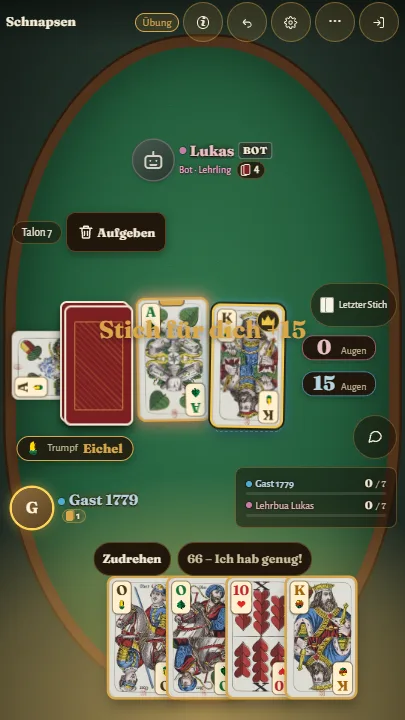 Schnapsen
Übung
Lukas BOT
Bot · Lehrling 4
Talon 7
Aufgeben
Letzter Stich
Stich für dich +15
A
A
A
K
K
0 Augen
15 Augen
Trumpf Eichel
G
Gast 1779
1
Gast 1779 0 / 7
Lehrbua Lukas 0 / 7
Zudrehen
66 – Ich hab genug!
O O 10 K
X X
K